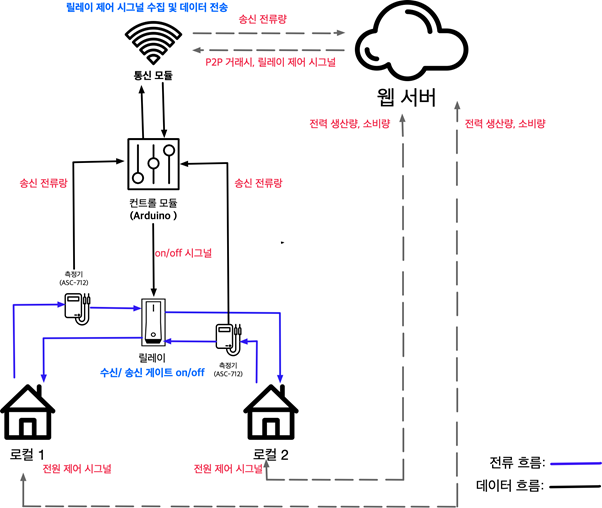 릴레이 제어 시그널 수집 및 데이터 전송
송신 전류량
P2P 거래시, 릴레이 제어 시그널
통신 모듈
웹 서버
전력 생산량, 소비량
전력 생산량, 소비량
송신 전류량
송신 전류량
컨트롤 모듈
(Arduino )
on/off 시그널
측정기
(ASC-712)
릴레이
수신/ 송신 게이트 on/off
측정기
(ASC-712)
로컬 1
로컬 2
전원 제어 시그널
전원 제어 시그널
전류 흐름:
데이터 흐름: